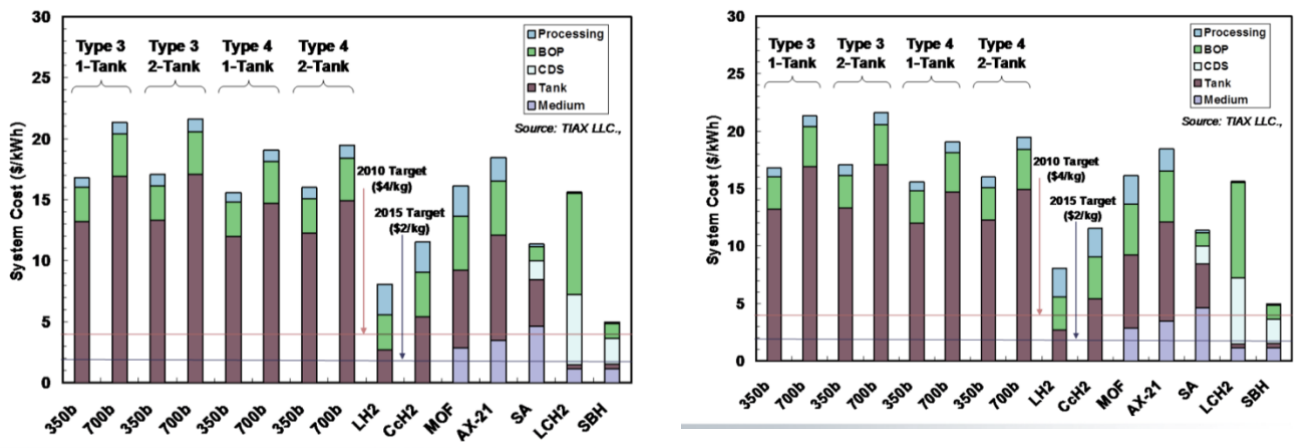 30
25
20
15
10
5
0
System Cost ($/kWh)
Type 3
1-Tank
Type 3
2-Tank
Type 4
1-Tank
Type 4
2-Tank
Processing
BOP
CDS
Tank
Medium
Source: TIAX LLC.,
2010 Target
($4/kg)
2015 Target
($2/kg)
350b
700b
350b
700b
350b
700b
350b
700b
LH2
CcH2
MOF
AX-21
SA
LCH2
SBH
30
25
20
15
10
5
0
System Cost ($/kWh)
Type 3
1-Tank
Type 3
2-Tank
Type 4
1-Tank
Type 4
2-Tank
Processing
BOP
CDS
Tank
Medium
Source: TIAX LLC.,
2010 Target
($4/kg)
2015 Target
($2/kg)
350b
700b
350b
700b
350b
700b
350b
700b
LH2
CcH2
MOF
AX-21
SA
LCH2
SBH